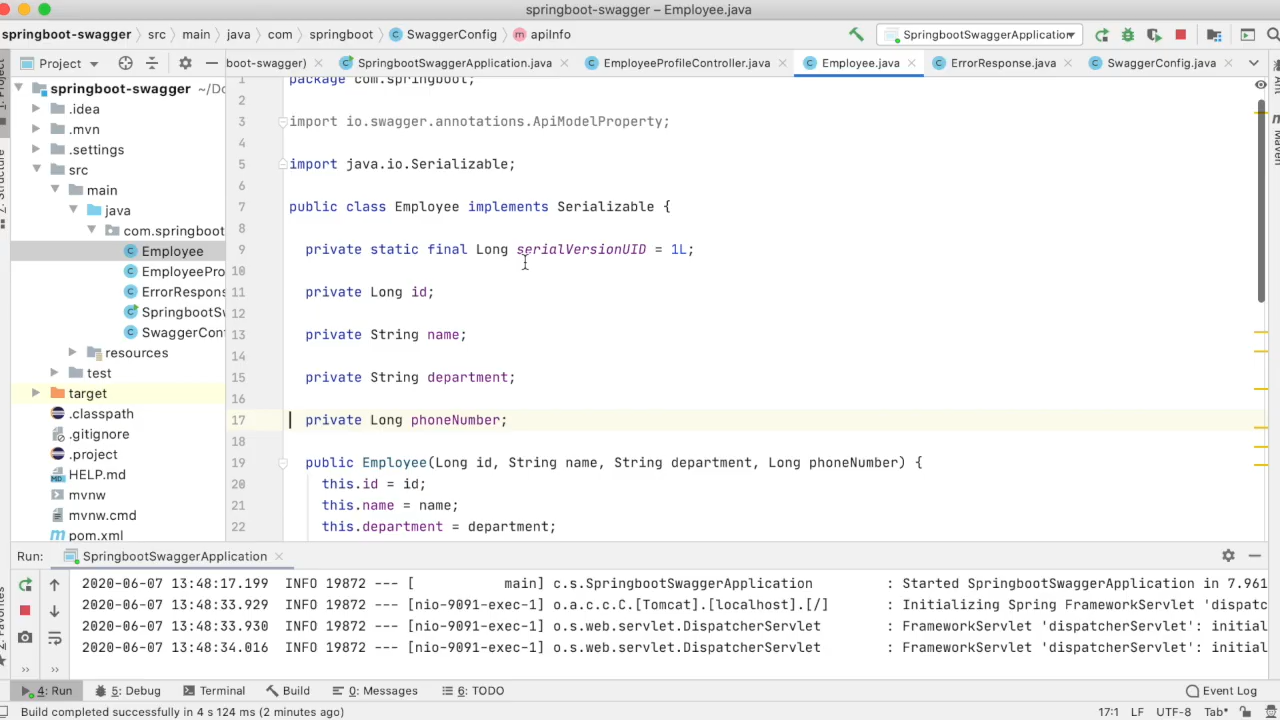 springboot-swagger – Employee.java
springboot-swagger src main java com springboot SwaggerConfig apiInfo
SpringbootSwaggerApplication
Project
boot-swagger) SpringbootSwaggerApplication.java EmployeeProfileController.java Employee.java ErrorResponse.java SwaggerConfig.java
springboot-swagger ~/Do
.idea
.mvn
.settings
src
main
java
com.springboot
Employee
EmployeePro
ErrorRespons
SpringbootSw
SwaggerCon
resources
test
target
.classpath
.gitignore
.project
HELP.md
mvnw
mvnw.cmd
pom.xml
1 package com.springboot;
2
3 import io.swagger.annotations.ApiModelProperty;
4
5 import java.io.Serializable;
6
7 public class Employee implements Serializable {
8
9 private static final Long serialVersionUID = 1L;
10
11 private Long id;
12
13 private String name;
14
15 private String department;
16
17 private Long phoneNumber;
18
19 public Employee(Long id, String name, String department, Long phoneNumber) {
20 this.id = id;
21 this.name = name;
22 this.department = department;
1: Project
7: Structure
Favorites
Ant
Maven
Run: SpringbootSwaggerApplication
2020-06-07 13:48:17.199 INFO 19872 --- [ main] c.s.SpringbootSwaggerApplication : Started SpringbootSwaggerApplication in 7.961
2020-06-07 13:48:33.929 INFO 19872 --- [nio-9091-exec-1] o.a.c.c.C.[Tomcat].[localhost].[/] : Initializing Spring FrameworkServlet 'dispatc
2020-06-07 13:48:33.930 INFO 19872 --- [nio-9091-exec-1] o.s.web.servlet.DispatcherServlet : FrameworkServlet 'dispatcherServlet': initial
2020-06-07 13:48:34.016 INFO 19872 --- [nio-9091-exec-1] o.s.web.servlet.DispatcherServlet : FrameworkServlet 'dispatcherServlet': initial
4: Run 5: Debug Terminal Build 0: Messages 6: TODO Event Log
Build completed successfully in 4 s 124 ms (2 minutes ago) 17:1 LF UTF-8 Tab*